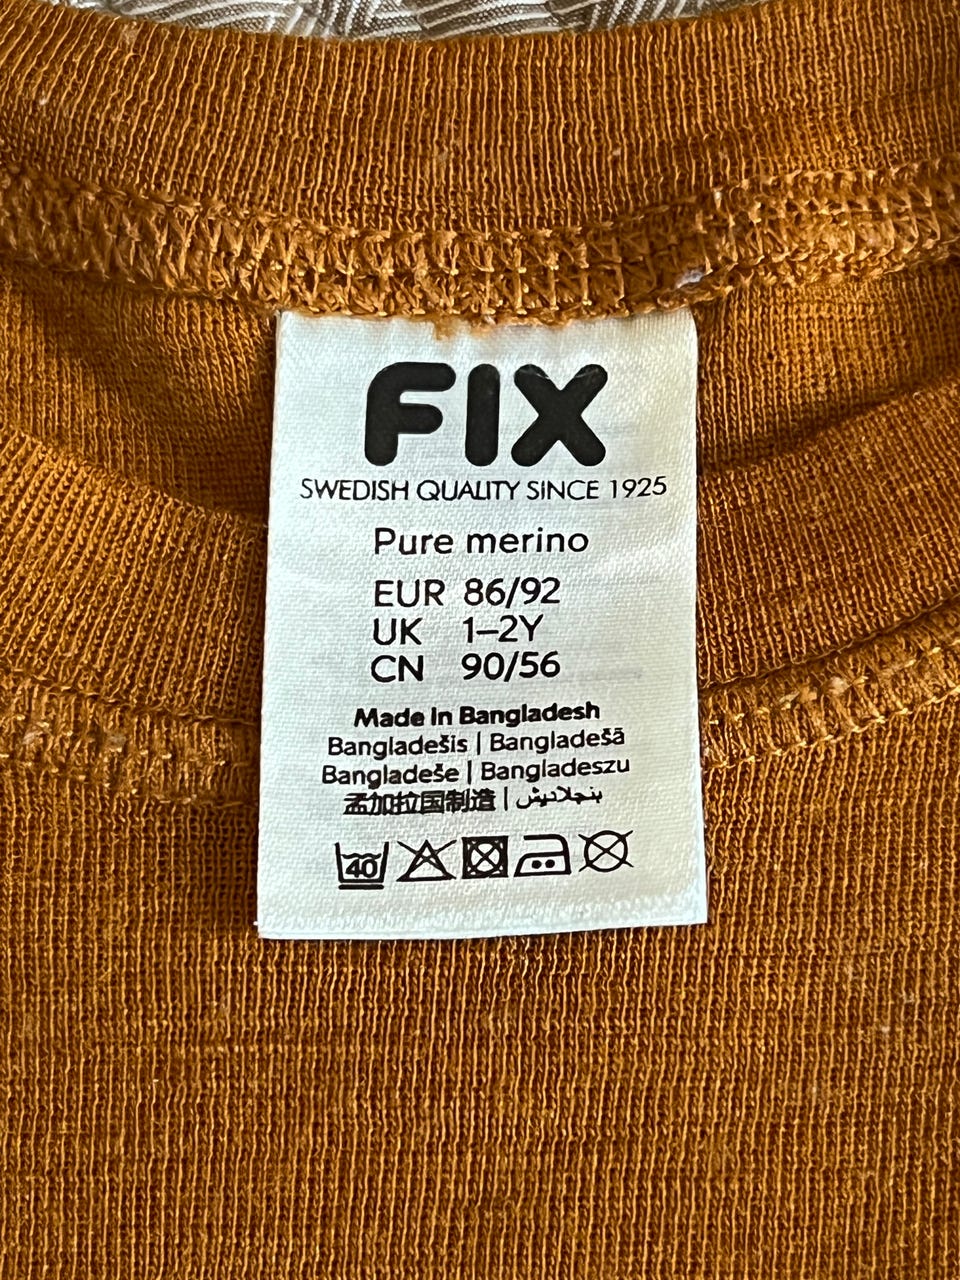 FIX
SWEDISH QUALITY SINCE 1925
Pure merino
EUR 86/92
UK 1–2Y
CN 90/56
Made in Bangladesh
Bangladešis | Bangladešā
Bangladeše | Bangladeszu
孟加拉国制造 | بنجلاديش
40